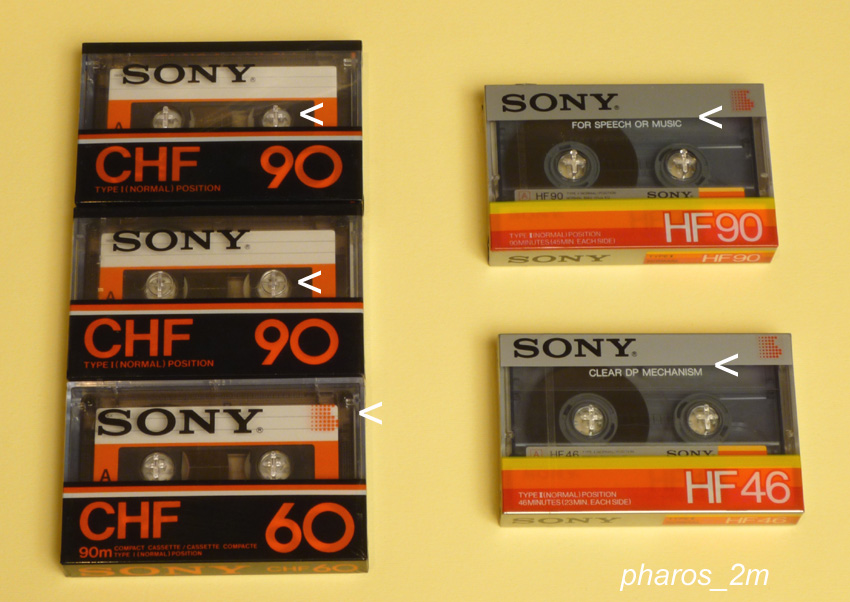 SONY®
<
A
CHF 90
TYPE I (NORMAL) POSITION
SONY®
<
A
CHF 90
TYPE I (NORMAL) POSITION
SONY®
<
A
CHF 60
90m COMPACT CASSETTE / CASSETTE COMPACTE
TYPE I (NORMAL) POSITION
SONY CHF60
SONY®
<
FOR SPEECH OR MUSIC
A HF90 SONY
HF90
TYPE I (NORMAL) POSITION
90MINUTES (45MIN. EACH SIDE)
SONY HF90
SONY®
<
CLEAR DP MECHANISM
A HF46 SONY
HF46
TYPE I (NORMAL) POSITION
46MINUTES (23MIN. EACH SIDE)
SONY HF46
pharos_2m